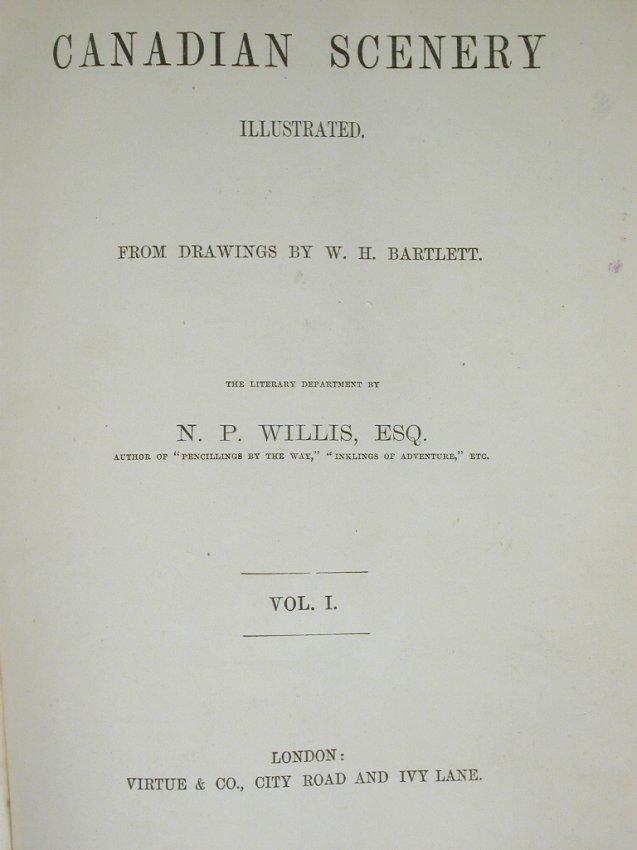 CANADIAN SCENERY
ILLUSTRATED.
FROM DRAWINGS BY W. H. BARTLETT.
THE LITERARY DEPARTMENT BY
N. P. WILLIS, ESQ.
AUTHOR OF “PENCILLINGS BY THE WAY,” “INKLINGS OF ADVENTURE,” ETC.
VOL. I.
LONDON:
VIRTUE & CO., CITY ROAD AND IVY LANE.